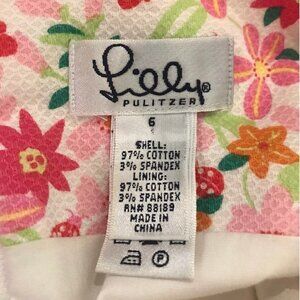 Lilly®
PULITZER
6
SHELL:
97% COTTON
3% SPANDEX
LINING:
97% COTTON
3% SPANDEX
RN# 88189
MADE IN
CHINA
P